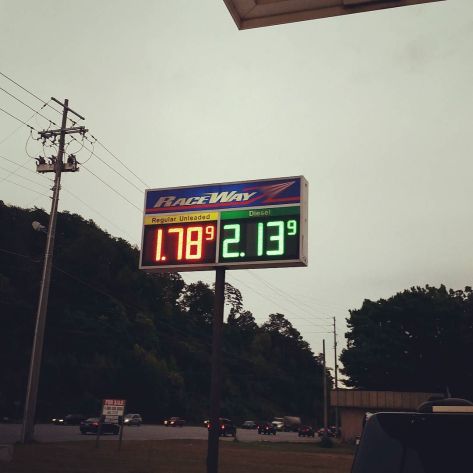 RACEWAY
Regular Unleaded
Diesel
1.78 9
2.13 9
FOR SALE